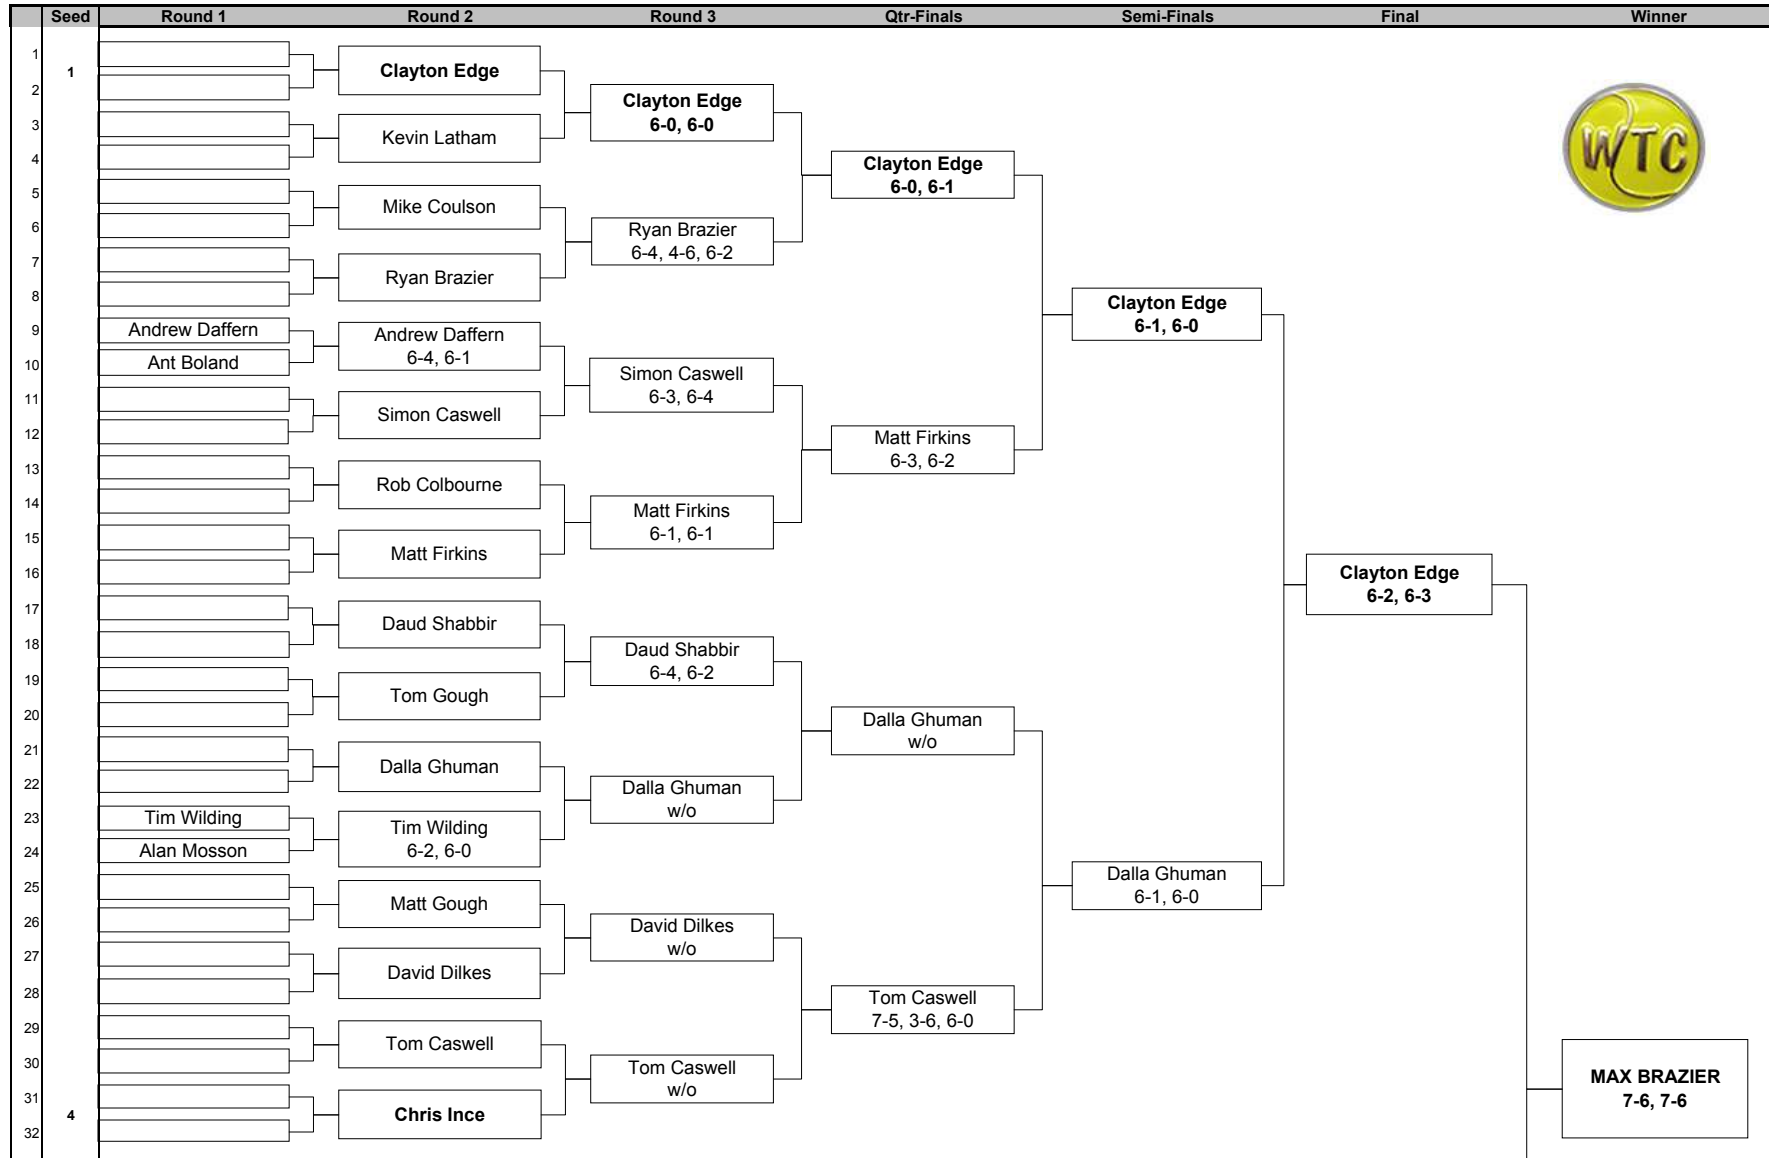 Seed Round 1 Round 2 Round 3 Qtr-Finals Semi-Finals Final Winner
1
1
2
Clayton Edge
Clayton Edge
6-0, 6-0
WTC
3
4
Kevin Latham
Clayton Edge
6-0, 6-1
5
6
Mike Coulson
Ryan Brazier
6-4, 4-6, 6-2
7
8
Ryan Brazier
Clayton Edge
6-1, 6-0
9
Andrew Daffern
10
Ant Boland
Andrew Daffern
6-4, 6-1
Simon Caswell
6-3, 6-4
11
12
Simon Caswell
Matt Firkins
6-3, 6-2
13
14
Rob Colbourne
Matt Firkins
6-1, 6-1
15
16
Matt Firkins
Clayton Edge
6-2, 6-3
17
18
Daud Shabbir
Daud Shabbir
6-4, 6-2
19
20
Tom Gough
Dalla Ghuman
w/o
21
22
Dalla Ghuman
Dalla Ghuman
w/o
23
Tim Wilding
24
Alan Mosson
Tim Wilding
6-2, 6-0
Dalla Ghuman
6-1, 6-0
25
26
Matt Gough
David Dilkes
w/o
27
28
David Dilkes
Tom Caswell
7-5, 3-6, 6-0
29
30
Tom Caswell
Tom Caswell
w/o
MAX BRAZIER
7-6, 7-6
31
4
32
Chris Ince